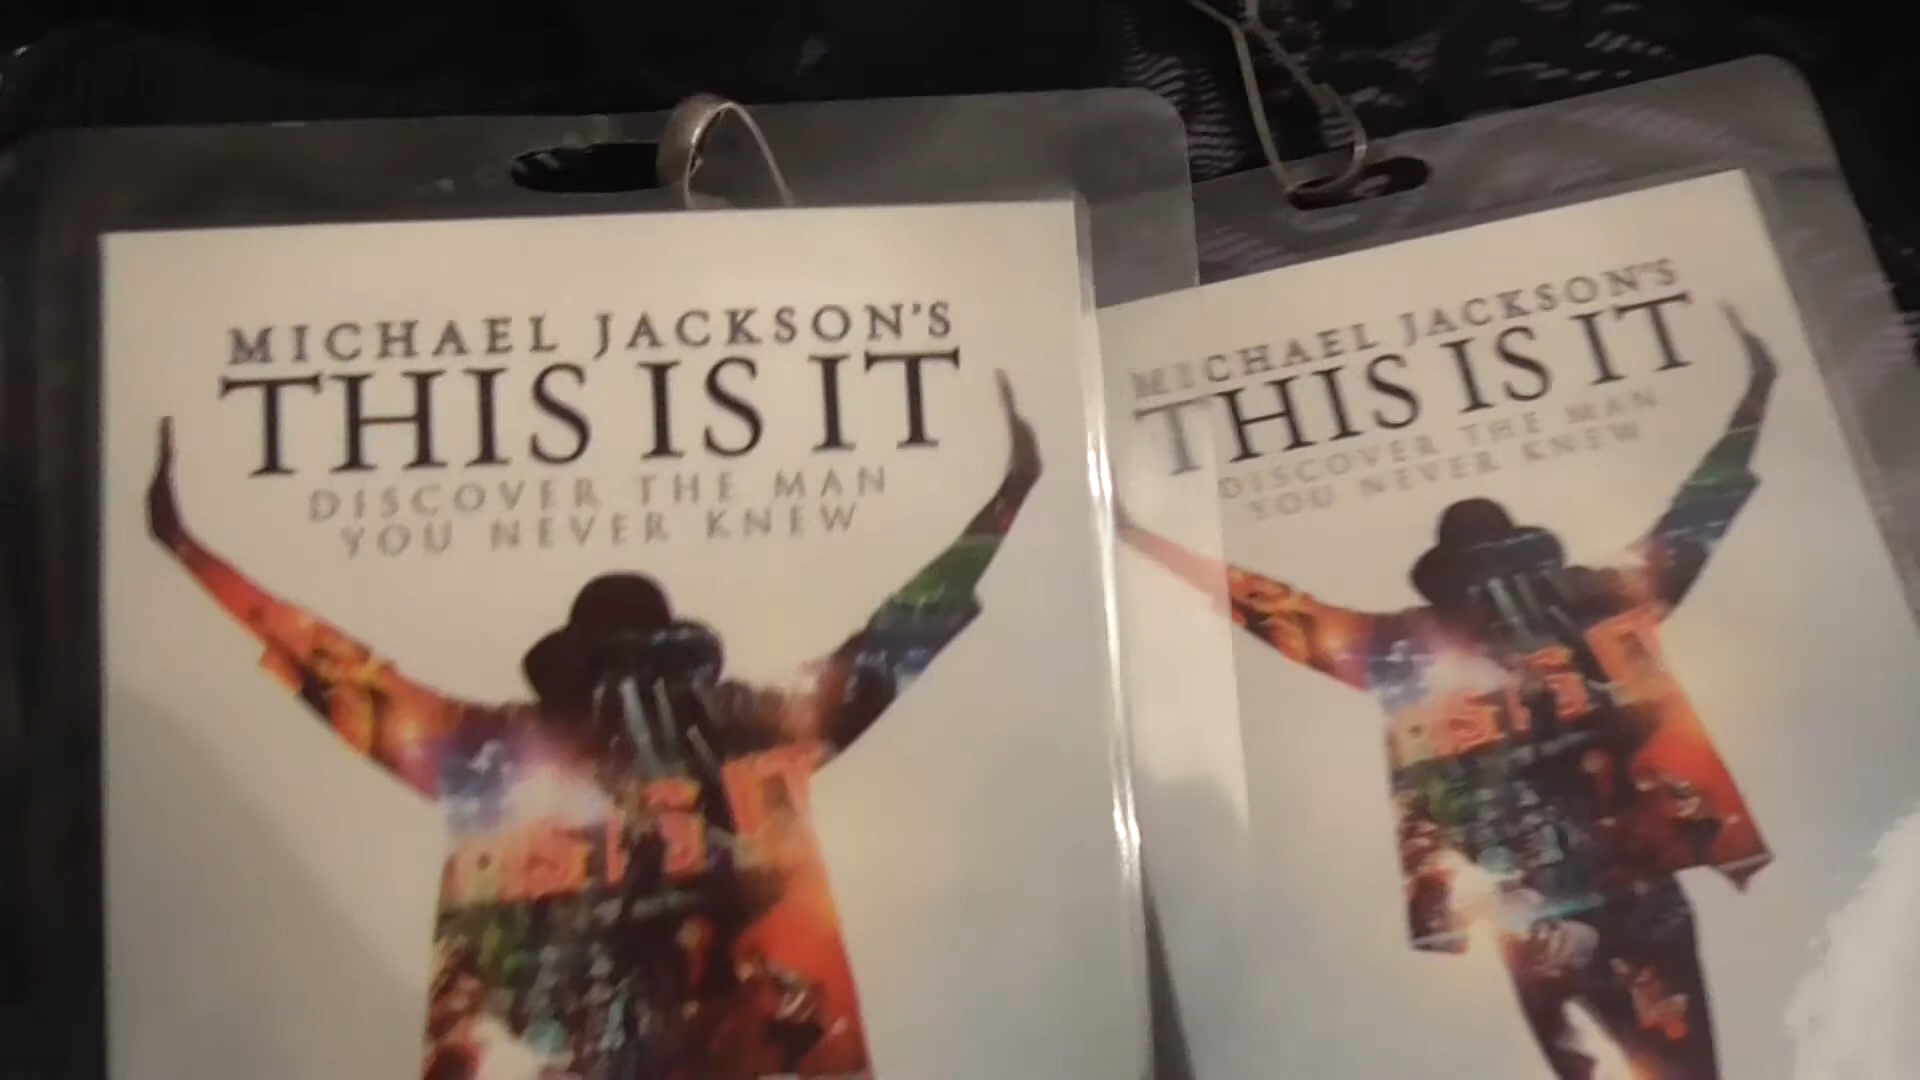 MICHAEL JACKSON'S
THIS IS IT
DISCOVER THE MAN
YOU NEVER KNEW
MICHAEL JACKSON'S
THIS IS IT
DISCOVER THE MAN
YOU NEVER KNEW